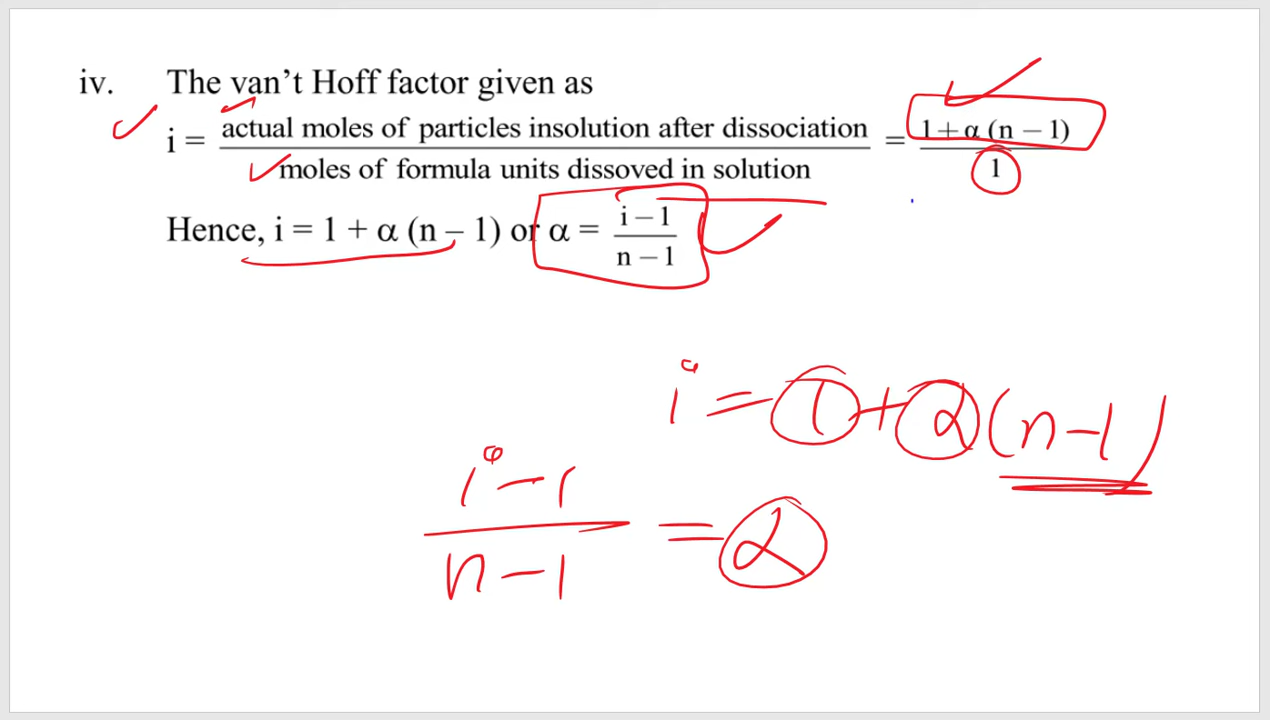 iv. The van't Hoff factor given as
i = actual moles of particles insolution after dissociation / moles of formula units dissoved in solution = 1 + α (n – 1) / 1
Hence, i = 1 + α (n – 1) or α = i – 1 / n – 1
i = 1 + α (n – 1)
i – 1 / n – 1 = α